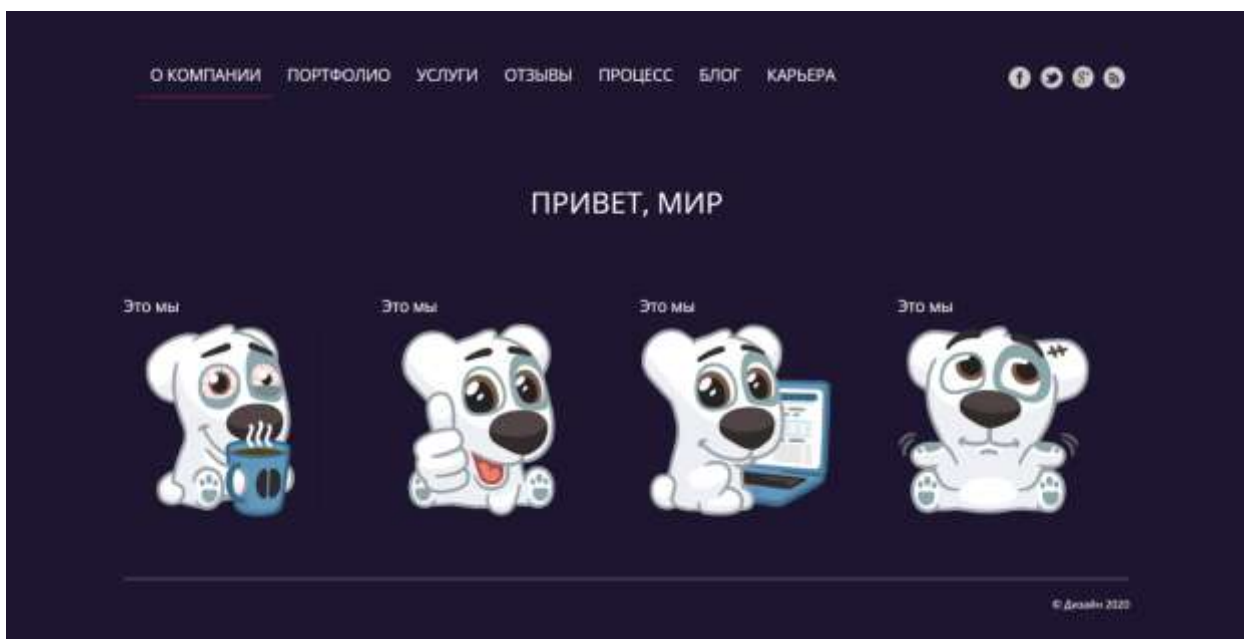 О КОМПАНИИ ПОРТФОЛИО УСЛУГИ ОТЗЫВЫ ПРОЦЕСС БЛОГ КАРЬЕРА
ПРИВЕТ, МИР
Это мы Это мы Это мы Это мы
© Дизайн 2020